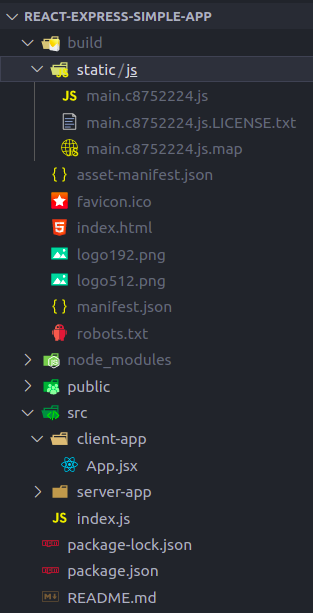 REACT-EXPRESS-SIMPLE-APP
build
static/js
main.c8752224.js
main.c8752224.js.LICENSE.txt
main.c8752224.js.map
asset-manifest.json
favicon.ico
index.html
logo192.png
logo512.png
manifest.json
robots.txt
node_modules
public
src
client-app
App.jsx
server-app
JS index.js
package-lock.json
package.json
README.md